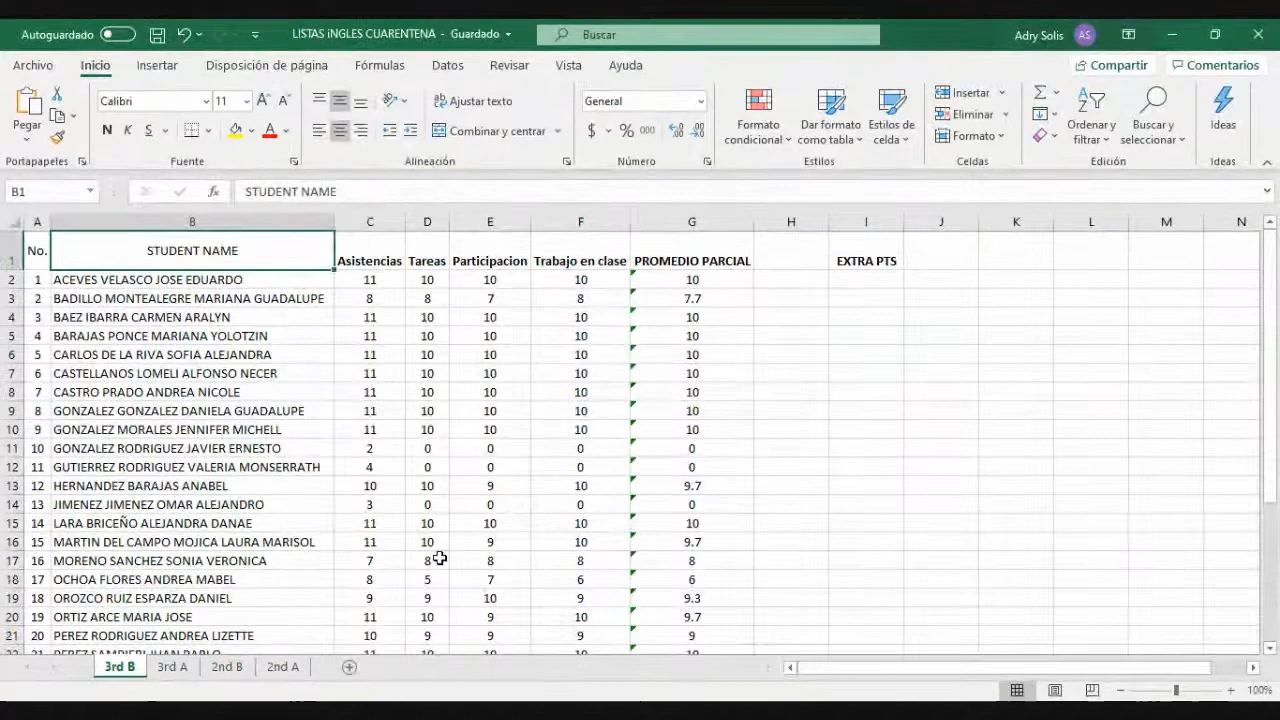 Autoguardado LISTAS iNGLES CUARENTENA - Guardado Buscar Adry Solis AS
Archivo Inicio Insertar Disposición de página Fórmulas Datos Revisar Vista Ayuda Compartir Comentarios
Calibri 11 Ajustar texto General Insertar
Pegar N K S Combinar y centrar $ % 000 Formato condicional Dar formato como tabla Estilos de celda Eliminar Formato Ordenar y filtrar Buscar y seleccionar Ideas
Portapapeles Fuente Alineación Número Estilos Celdas Edición Ideas
B1 fx STUDENT NAME
A B C D E F G H I J K L M N
1 No. STUDENT NAME Asistencias Tareas Participacion Trabajo en clase PROMEDIO PARCIAL EXTRA PTS
2 1 ACEVES VELASCO JOSE EDUARDO 11 10 10 10 10
3 2 BADILLO MONTEALEGRE MARIANA GUADALUPE 8 8 7 8 7.7
4 3 BAEZ IBARRA CARMEN ARALYN 11 10 10 10 10
5 4 BARAJAS PONCE MARIANA YOLOTZIN 11 10 10 10 10
6 5 CARLOS DE LA RIVA SOFIA ALEJANDRA 11 10 10 10 10
7 6 CASTELLANOS LOMELI ALFONSO NECER 11 10 10 10 10
8 7 CASTRO PRADO ANDREA NICOLE 11 10 10 10 10
9 8 GONZALEZ GONZALEZ DANIELA GUADALUPE 11 10 10 10 10
10 9 GONZALEZ MORALES JENNIFER MICHELL 11 10 10 10 10
11 10 GONZALEZ RODRIGUEZ JAVIER ERNESTO 2 0 0 0 0
12 11 GUTIERREZ RODRIGUEZ VALERIA MONSERRATH 4 0 0 0 0
13 12 HERNANDEZ BARAJAS ANABEL 10 10 9 10 9.7
14 13 JIMENEZ JIMENEZ OMAR ALEJANDRO 3 0 0 0 0
15 14 LARA BRICEÑO ALEJANDRA DANAE 11 10 10 10 10
16 15 MARTIN DEL CAMPO MOJICA LAURA MARISOL 11 10 9 10 9.7
17 16 MORENO SANCHEZ SONIA VERONICA 7 8 8 8 8
18 17 OCHOA FLORES ANDREA MABEL 8 5 7 6 6
19 18 OROZCO RUIZ ESPARZA DANIEL 9 9 10 9 9.3
20 19 ORTIZ ARCE MARIA JOSE 11 10 9 10 9.7
21 20 PEREZ RODRIGUEZ ANDREA LIZETTE 10 9 9 9 9
3rd B 3rd A 2nd B 2nd A
100%